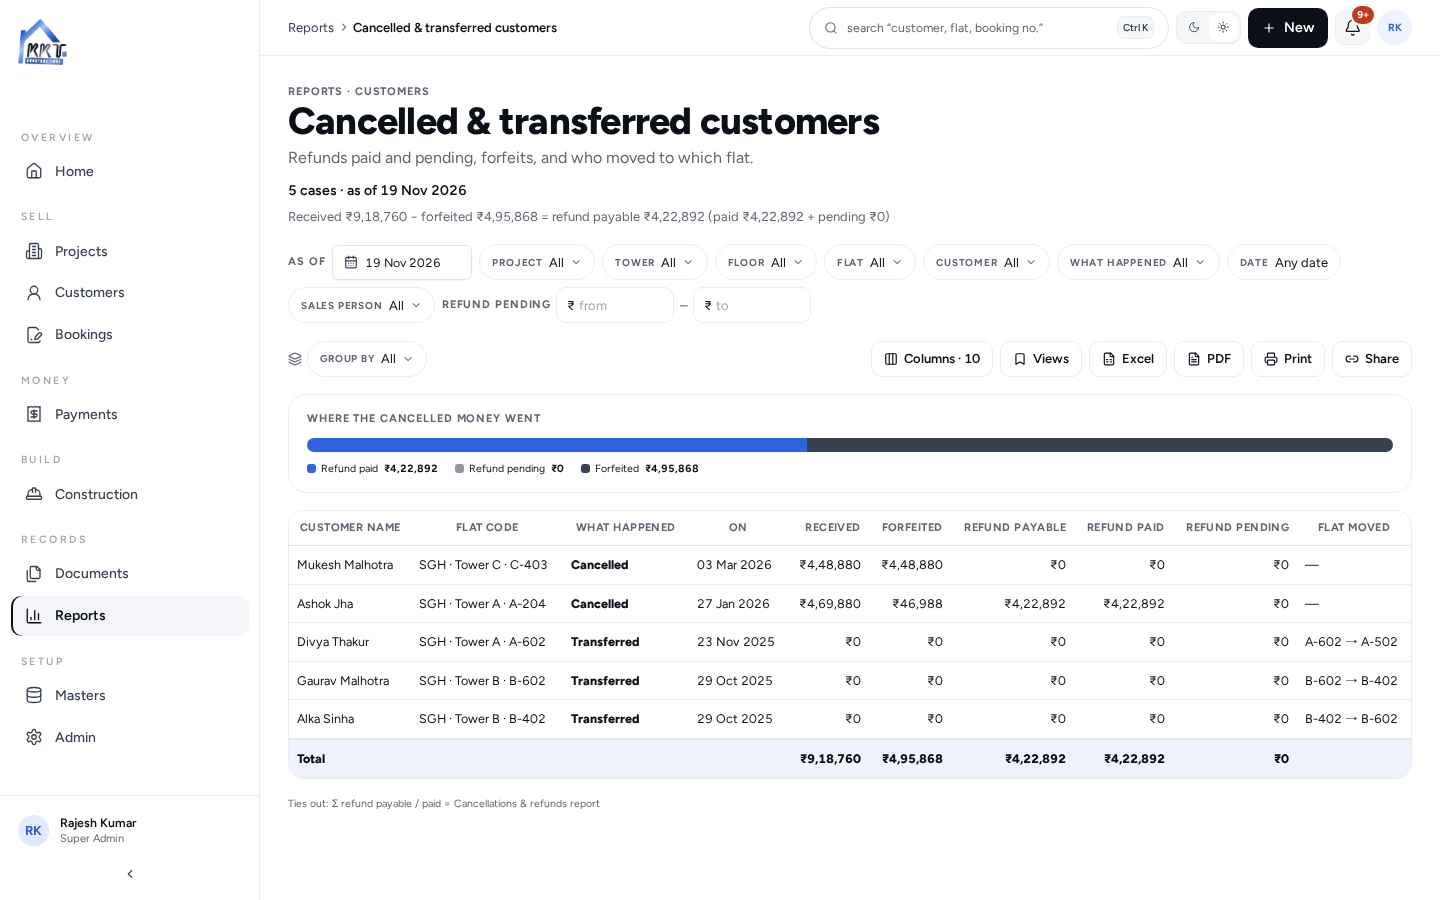 RKT
CONSTRUCTIONS
Reports > Cancelled & transferred customers
search “customer, flat, booking no.”
Ctrl K
New
9+
RK
OVERVIEW
Home
SELL
Projects
Customers
Bookings
MONEY
Payments
BUILD
Construction
RECORDS
Documents
Reports
SETUP
Masters
Admin
RK
Rajesh Kumar
Super Admin
REPORTS · CUSTOMERS
Cancelled & transferred customers
Refunds paid and pending, forfeits, and who moved to which flat.
5 cases · as of 19 Nov 2026
Received ₹9,18,760 − forfeited ₹4,95,868 = refund payable ₹4,22,892 (paid ₹4,22,892 + pending ₹0)
AS OF 19 Nov 2026 PROJECT All TOWER All FLOOR All FLAT All CUSTOMER All WHAT HAPPENED All DATE Any date
SALES PERSON All REFUND PENDING ₹ from — ₹ to
GROUP BY All Columns · 10 Views Excel PDF Print Share
WHERE THE CANCELLED MONEY WENT
Refund paid ₹4,22,892 Refund pending ₹0 Forfeited ₹4,95,868
CUSTOMER NAME FLAT CODE WHAT HAPPENED ON RECEIVED FORFEITED REFUND PAYABLE REFUND PAID REFUND PENDING FLAT MOVED
Mukesh Malhotra SGH · Tower C · C-403 Cancelled 03 Mar 2026 ₹4,48,880 ₹4,48,880 ₹0 ₹0 ₹0 —
Ashok Jha SGH · Tower A · A-204 Cancelled 27 Jan 2026 ₹4,69,880 ₹46,988 ₹4,22,892 ₹4,22,892 ₹0 —
Divya Thakur SGH · Tower A · A-602 Transferred 23 Nov 2025 ₹0 ₹0 ₹0 ₹0 ₹0 A-602 → A-502
Gaurav Malhotra SGH · Tower B · B-602 Transferred 29 Oct 2025 ₹0 ₹0 ₹0 ₹0 ₹0 B-602 → B-402
Alka Sinha SGH · Tower B · B-402 Transferred 29 Oct 2025 ₹0 ₹0 ₹0 ₹0 ₹0 B-402 → B-602
Total ₹9,18,760 ₹4,95,868 ₹4,22,892 ₹4,22,892 ₹0
Ties out: Σ refund payable / paid = Cancellations & refunds report